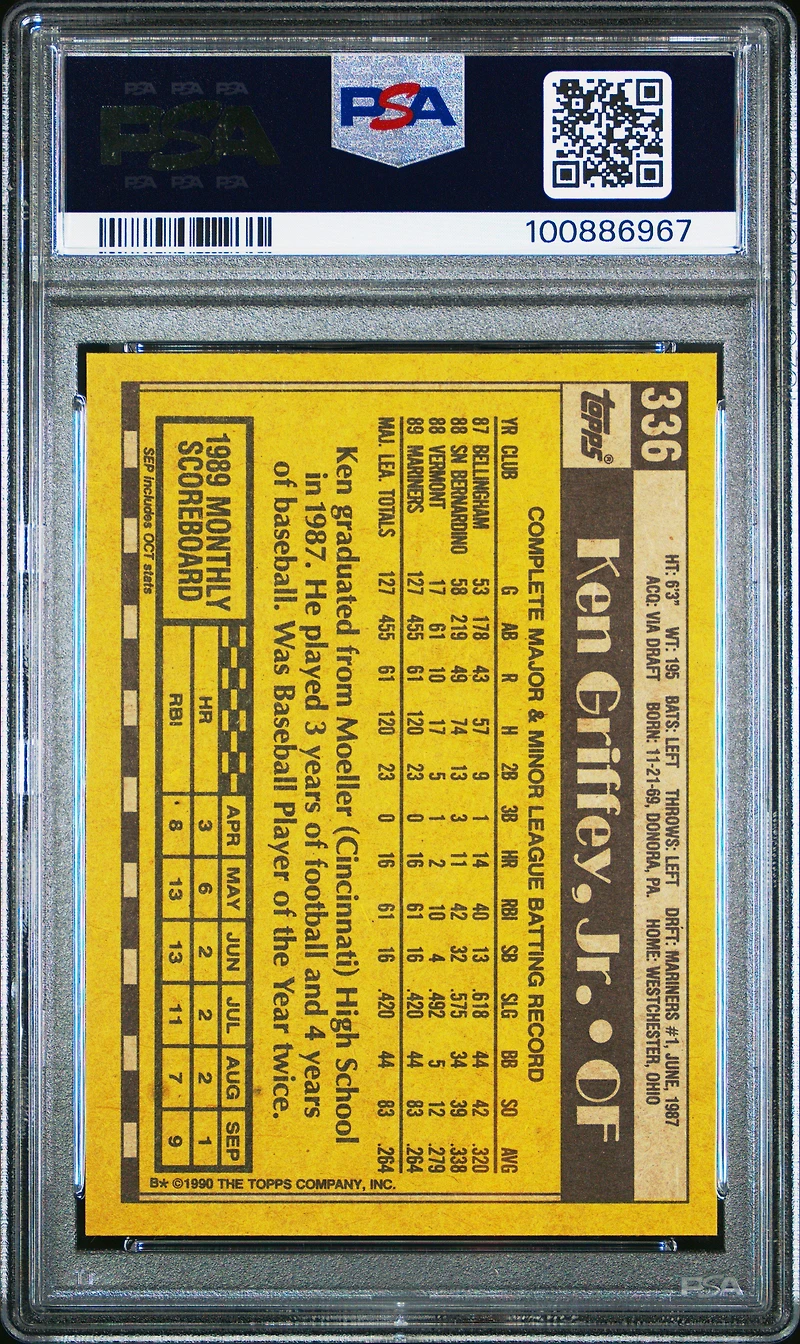 PSA PSA PSA
PSA
PSA PSA PSA
PSA
100886967
336
topps®
HT: 6'3" WT: 195 BATS: LEFT THROWS: LEFT DRFT: MARINERS #1, JUNE, 1987
ACQ: VIA DRAFT BORN: 11-21-69, DONORA, PA. HOME: WESTCHESTER, OHIO
Ken Griffey, Jr. • OF
COMPLETE MAJOR & MINOR LEAGUE BATTING RECORD
YR CLUB G AB R H 2B 3B HR RBI SB SLG BB SO AVG
87 BELLINGHAM 53 178 43 57 9 1 14 40 13 .618 44 42 .320
88 SN BERNARDINO 58 219 49 74 13 3 11 42 32 .575 34 39 .338
88 VERMONT 17 61 10 17 5 1 2 10 4 .492 5 12 .279
89 MARINERS 127 455 61 120 23 0 16 61 16 .420 44 83 .264
MAJ. LEA. TOTALS 127 455 61 120 23 0 16 61 16 .420 44 83 .264
Ken graduated from Moeller (Cincinnati) High School
in 1987. He played 3 years of football and 4 years
of baseball. Was Baseball Player of the Year twice.
1989 MONTHLY
SCOREBOARD
APR MAY JUN JUL AUG SEP
HR 3 6 2 2 2 1
RBI 8 13 13 11 7 9
SEP includes OCT stats
B* ©1990 THE TOPPS COMPANY, INC.
PSA